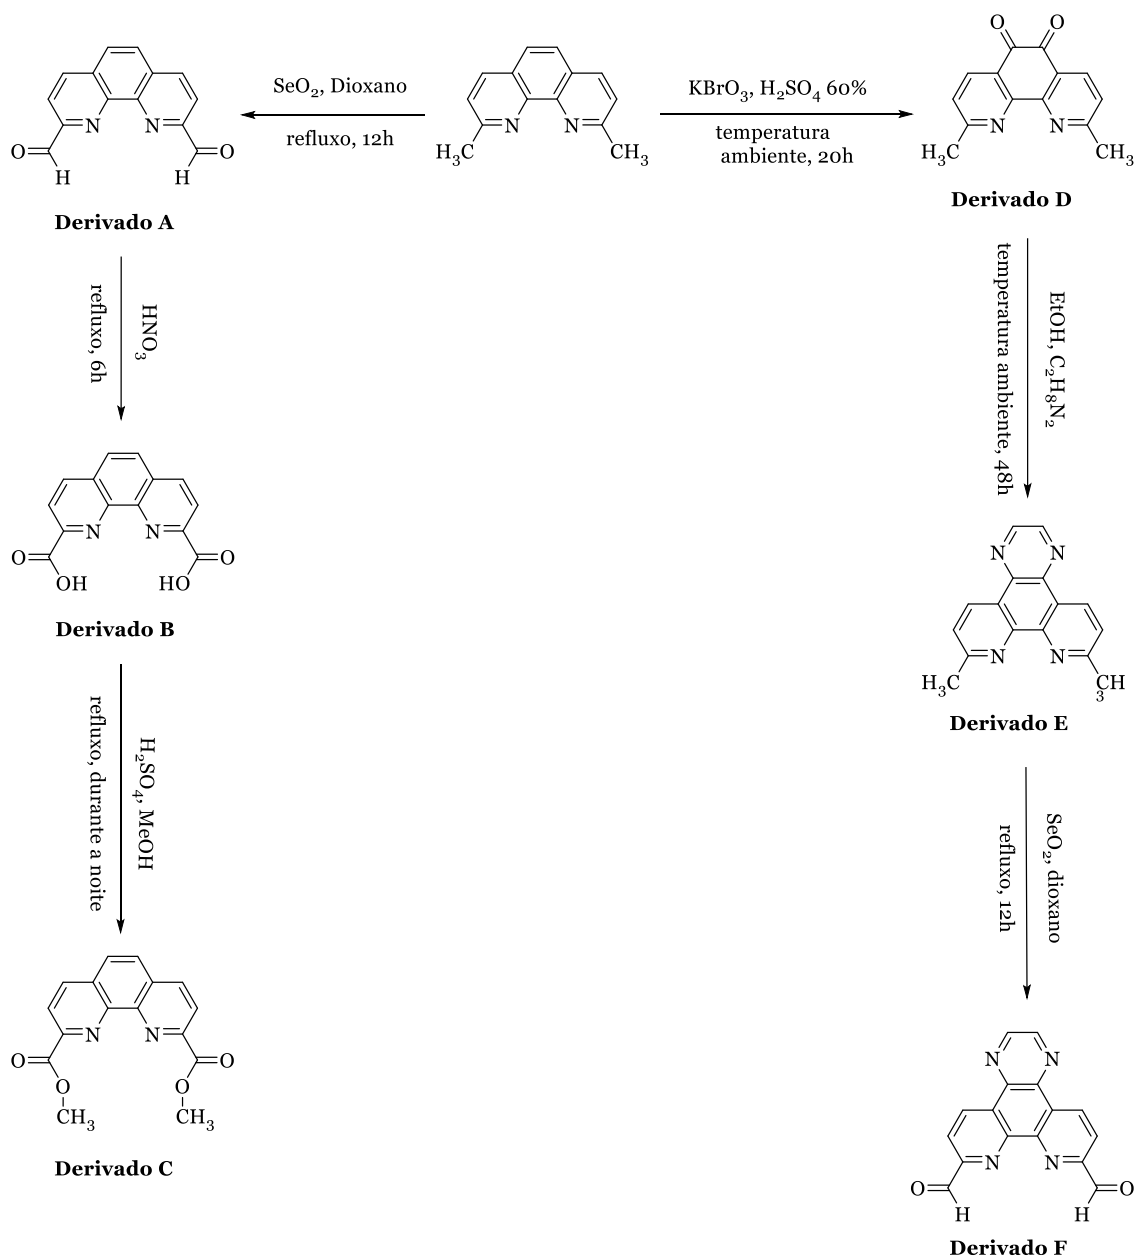 SeO2, Dioxano
refluxo, 12h
KBrO3, H2SO4 60%
temperatura
ambiente, 20h
N N
O H
H O
Derivado A
N N
H3C CH3
O O
N N
H3C CH3
Derivado D
HNO3
refluxo, 6h
EtOH, C2H8N2
temperatura ambiente, 48h
N N
O OH
HO O
Derivado B
N N
N N
H3C CH3
Derivado E
H2SO4, MeOH
refluxo, durante a noite
SeO2, dioxano
refluxo, 12h
N N
O O
O O
CH3 CH3
Derivado C
N N
N N
O H
H O
Derivado F